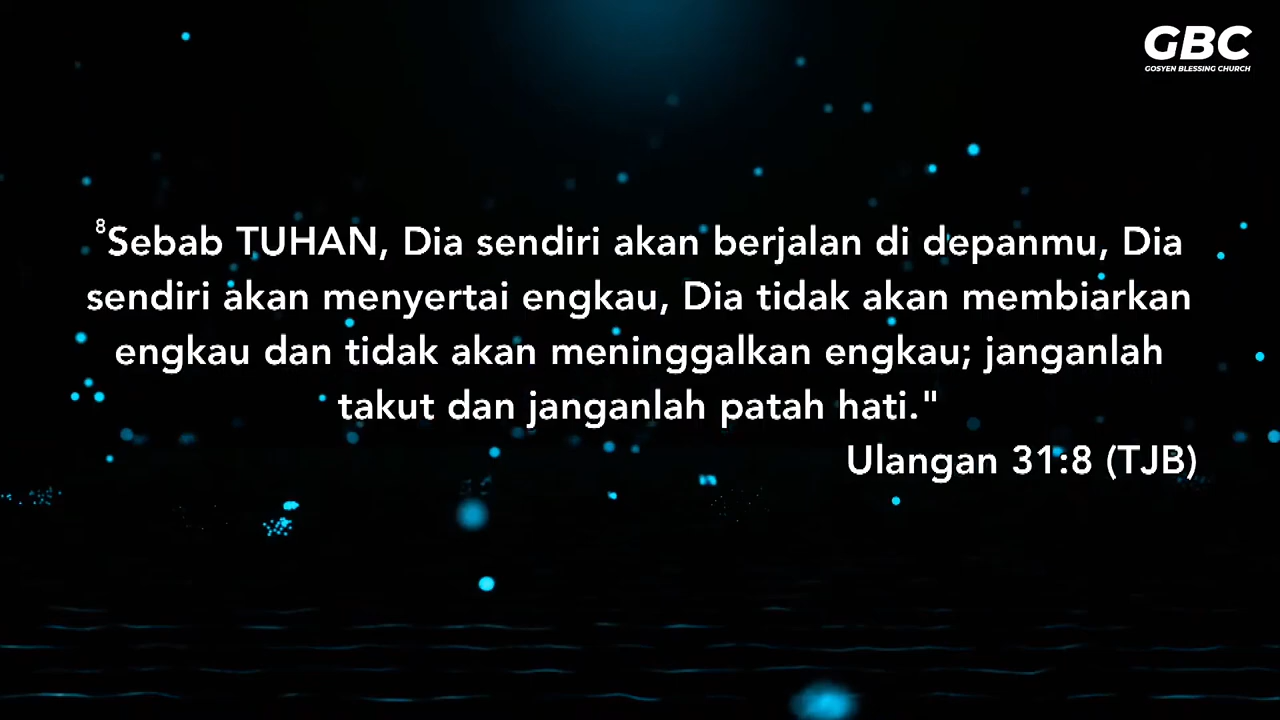 GBC
GOSYEN BLESSING CHURCH
⁸Sebab TUHAN, Dia sendiri akan berjalan di depanmu, Dia
sendiri akan menyertai engkau, Dia tidak akan membiarkan
engkau dan tidak akan meninggalkan engkau; janganlah
takut dan janganlah patah hati."
Ulangan 31:8 (TJB)